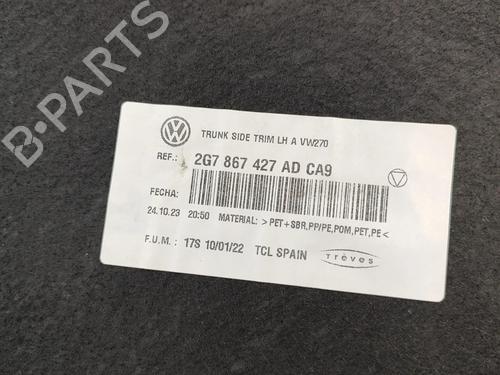 B-PARTS
TRUNK SIDE TRIM LH A VW270
REF.: 2G7 867 427 AD CA9
FECHA:
24.10.23 20:50 MATERIAL: >PET+SBR,PP/PE,POM,PET,PE<
F.U.M.: 17S 10/01/22 TCL SPAIN Trèves